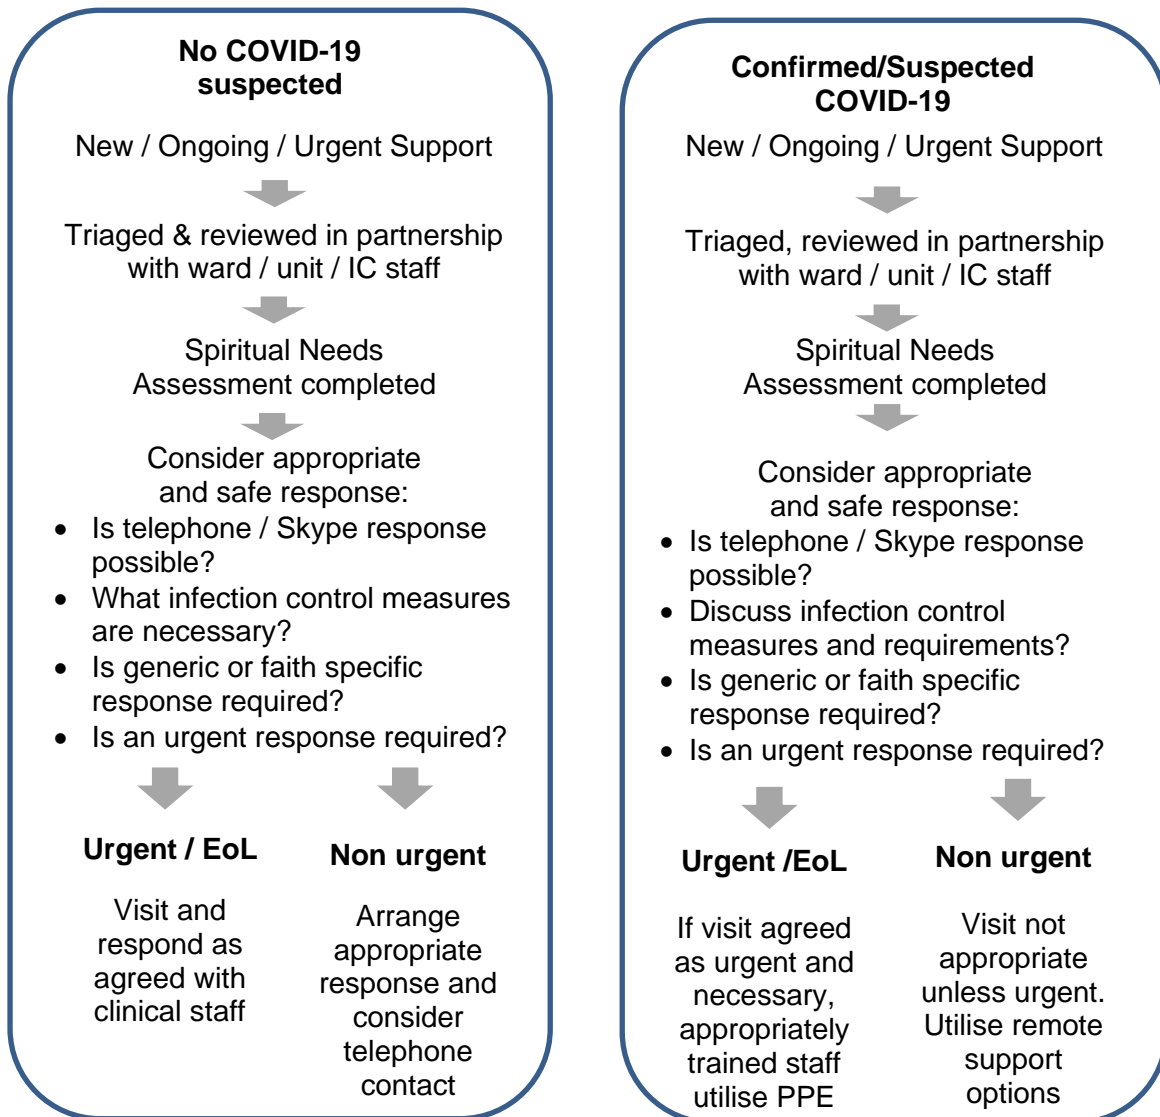 No COVID-19
suspected
New / Ongoing / Urgent Support
Triaged & reviewed in partnership
with ward / unit / IC staff
Spiritual Needs
Assessment completed
Consider appropriate
and safe response:
• Is telephone / Skype response
possible?
• What infection control measures
are necessary?
• Is generic or faith specific
response required?
• Is an urgent response required?
Urgent / EoL
Visit and
respond as
agreed with
clinical staff
Non urgent
Arrange
appropriate
response and
consider
telephone
contact
Confirmed/Suspected
COVID-19
New / Ongoing / Urgent Support
Triaged, reviewed in partnership
with ward / unit / IC staff
Spiritual Needs
Assessment completed
Consider appropriate
and safe response:
• Is telephone / Skype response
possible?
• Discuss infection control
measures and requirements?
• Is generic or faith specific
response required?
• Is an urgent response required?
Urgent /EoL
If visit agreed
as urgent and
necessary,
appropriately
trained staff
utilise PPE
Non urgent
Visit not
appropriate
unless urgent.
Utilise remote
support
options